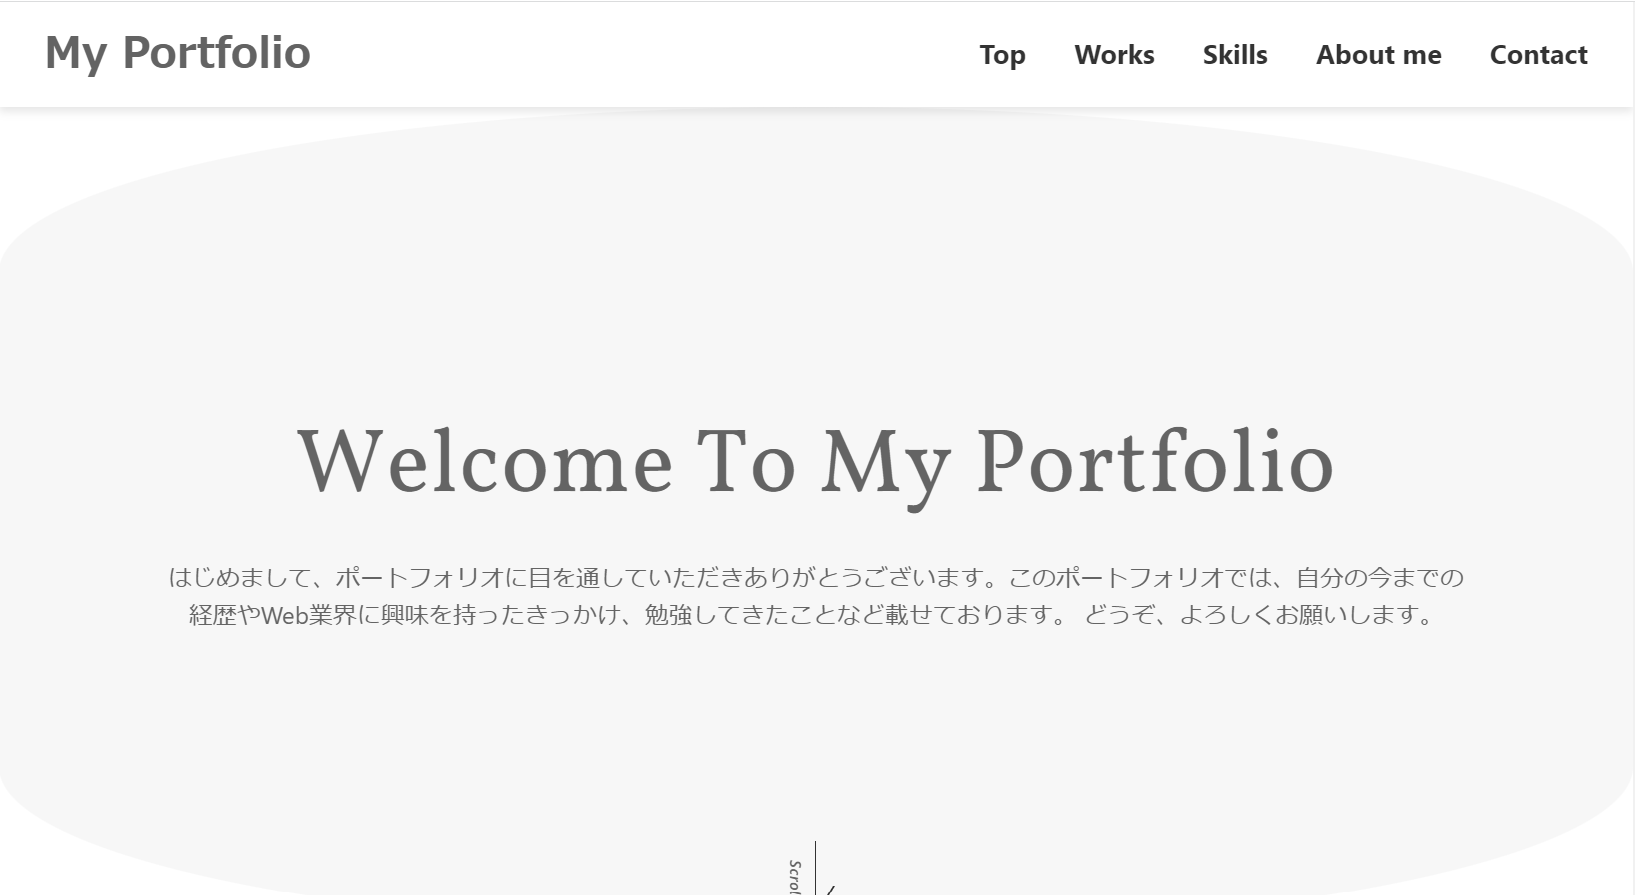 My Portfolio
Top Works Skills About me Contact
Welcome To My Portfolio
はじめまして、ポートフォリオに目を通していただきありがとうございます。このポートフォリオでは、自分の今までの
経歴やWeb業界に興味を持ったきっかけ、勉強してきたことなど載せております。 どうぞ、よろしくお願いします。